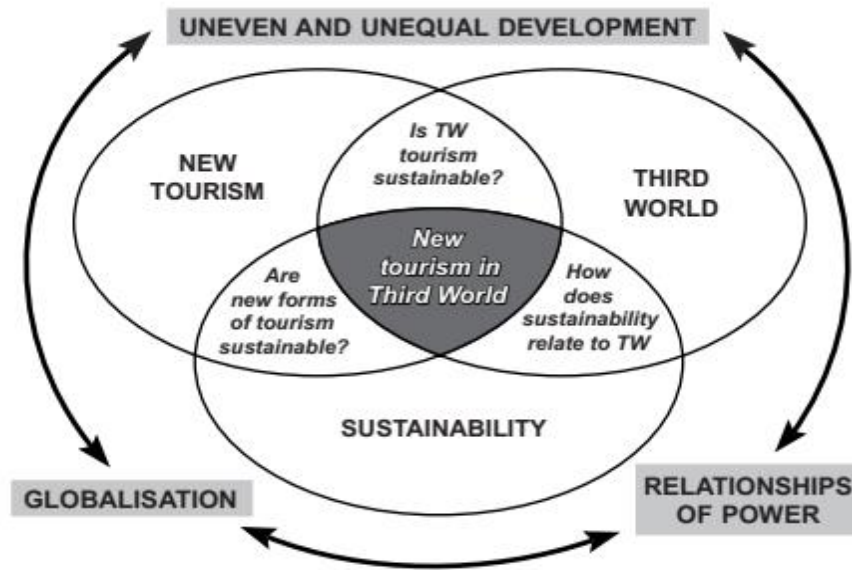 UNEVEN AND UNEQUAL DEVELOPMENT
NEW
TOURISM
Is TW
tourism
sustainable?
THIRD
WORLD
New
tourism in
Third World
Are
new forms
of tourism
sustainable?
How
does
sustainability
relate to TW
SUSTAINABILITY
GLOBALISATION
RELATIONSHIPS
OF POWER